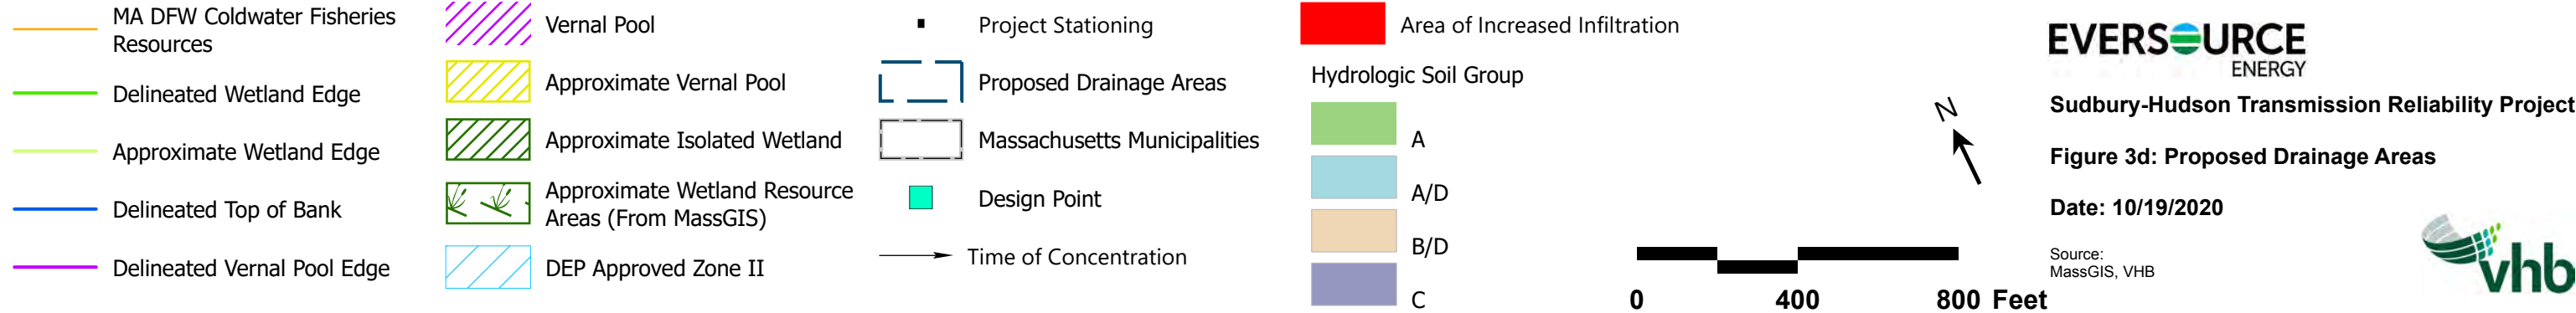 MA DFW Coldwater Fisheries
Resources
Delineated Wetland Edge
Approximate Wetland Edge
Delineated Top of Bank
Delineated Vernal Pool Edge
Vernal Pool
Approximate Vernal Pool
Approximate Isolated Wetland
Approximate Wetland Resource
Areas (From MassGIS)
DEP Approved Zone II
Project Stationing
Proposed Drainage Areas
Massachusetts Municipalities
Design Point
Time of Concentration
Area of Increased Infiltration
Hydrologic Soil Group
A
A/D
B/D
C
N
0 400 800 Feet
EVERSOURCE
ENERGY
Sudbury-Hudson Transmission Reliability Project
Figure 3d: Proposed Drainage Areas
Date: 10/19/2020
Source:
MassGIS, VHB
vhb